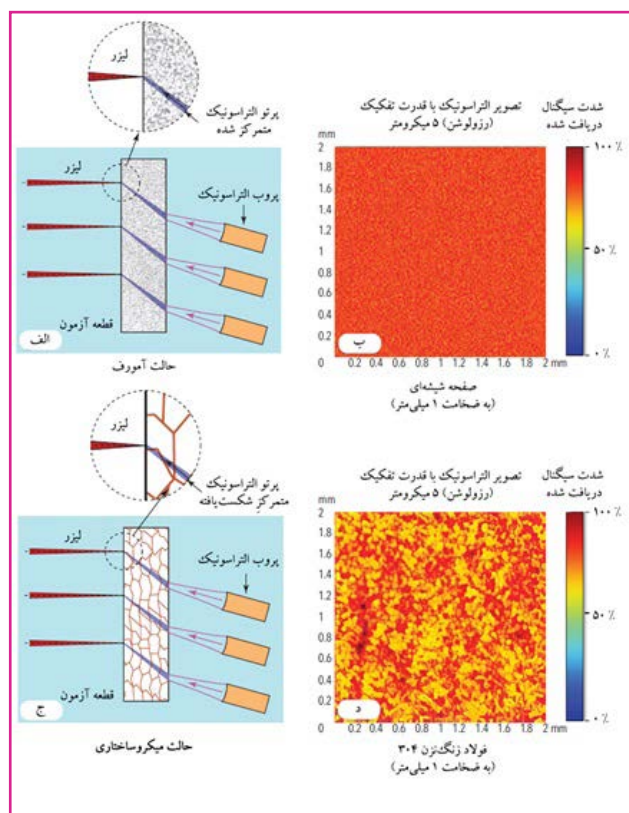 لیزر
پرتو التراسونیک
متمرکز شده
لیزر
پروب التراسونیک
قطعه آزمون
الف
حالت آمورف
تصویر التراسونیک با قدرت تفکیک
(رزولوشن) ۵ میکرومتر
شدت سیگنال
دریافت شده
mm
2
1.8
1.6
1.4
1.2
1
0.8
0.6
0.4
0.2
0
0.2 0.4 0.6 0.8 1 1.2 1.4 1.6 1.8 2 mm
۱۰۰ ٪
۵۰ ٪
۰ ٪
ب
صفحه شیشه‌ای
(به ضخامت ۱ میلی‌متر)
لیزر
پرتو التراسونیک
متمرکز شکست‌یافته
لیزر
پروب التراسونیک
قطعه آزمون
ج
حالت میکروساختاری
تصویر التراسونیک با قدرت تفکیک
(رزولوشن) ۵ میکرومتر
شدت سیگنال
دریافت شده
mm
2
1.8
1.6
1.4
1.2
1
0.8
0.6
0.4
0.2
0
0.2 0.4 0.6 0.8 1 1.2 1.4 1.6 1.8 2 mm
۱۰۰ ٪
۵۰ ٪
۰ ٪
د
فولاد زنگ‌نزن ۳۰۴
(به ضخامت ۱ میلی‌متر)